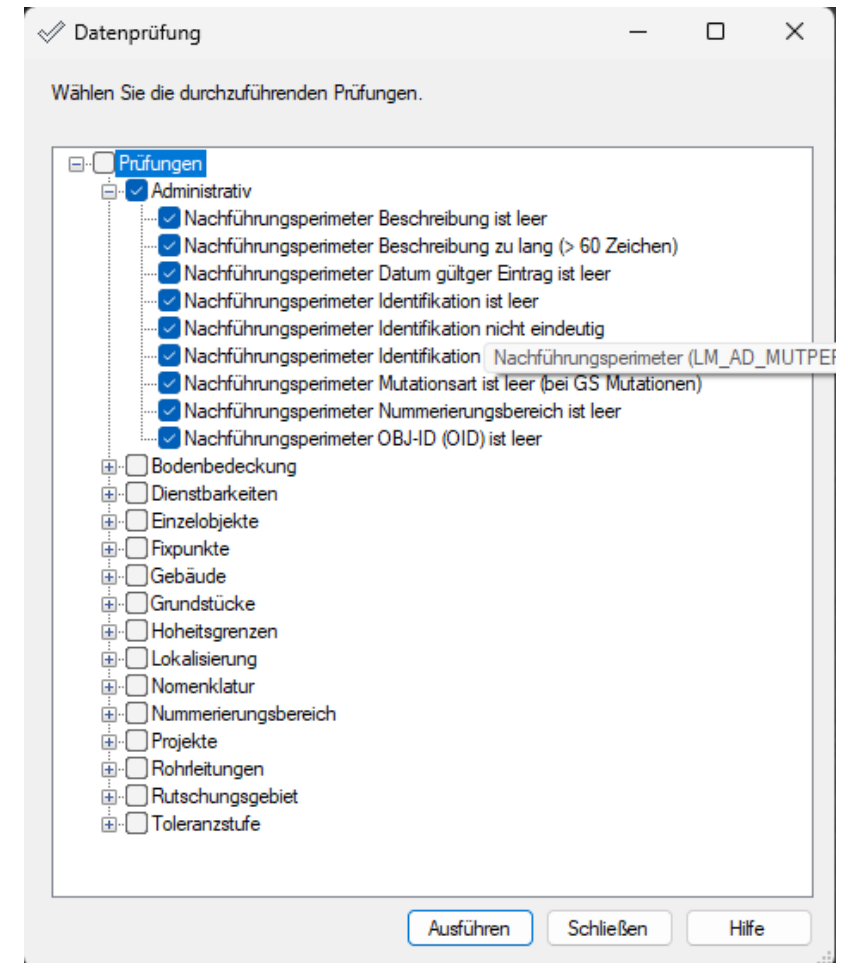 Datenprüfung
Wählen Sie die durchzuführenden Prüfungen.
Prüfungen
Administrativ
Nachführungsperimeter Beschreibung ist leer
Nachführungsperimeter Beschreibung zu lang (> 60 Zeichen)
Nachführungsperimeter Datum gültger Eintrag ist leer
Nachführungsperimeter Identifikation ist leer
Nachführungsperimeter Identifikation nicht eindeutig
Nachführungsperimeter Identifikation Nachführungsperimeter (LM_AD_MUTPER
Nachführungsperimeter Mutationsart ist leer (bei GS Mutationen)
Nachführungsperimeter Nummerierungsbereich ist leer
Nachführungsperimeter OBJ-ID (OID) ist leer
Bodenbedeckung
Dienstbarkeiten
Einzelobjekte
Fixpunkte
Gebäude
Grundstücke
Hoheitsgrenzen
Lokalisierung
Nomenklatur
Nummerierungsbereich
Projekte
Rohrleitungen
Rutschungsgebiet
Toleranzstufe
Ausführen Schließen Hilfe